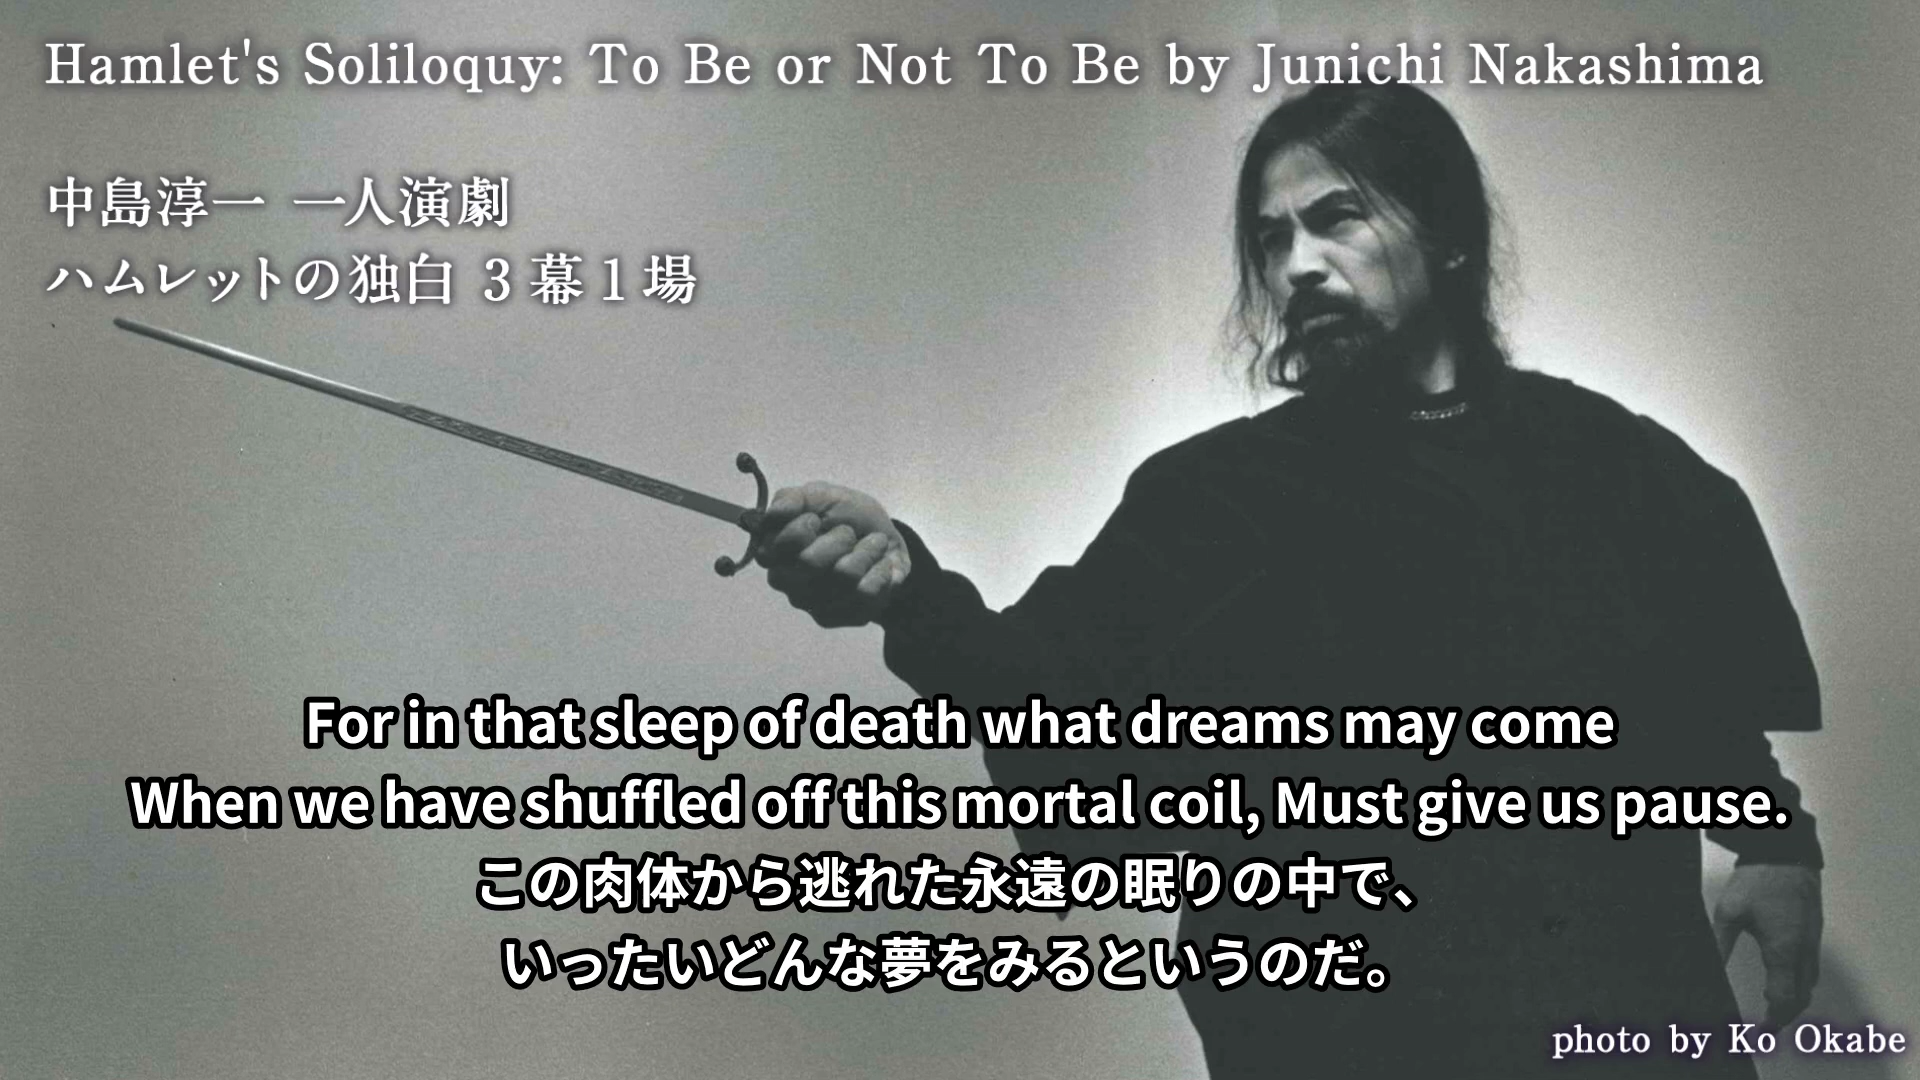 Hamlet's Soliloquy: To Be or Not To Be by Junichi Nakashima
中島淳一 一人演劇
ハムレットの独白 3幕1場
For in that sleep of death what dreams may come
When we have shuffled off this mortal coil, Must give us pause.
この肉体から逃れた永遠の眠りの中で、
いったいどんな夢をみるというのだ。
photo by Ko Okabe